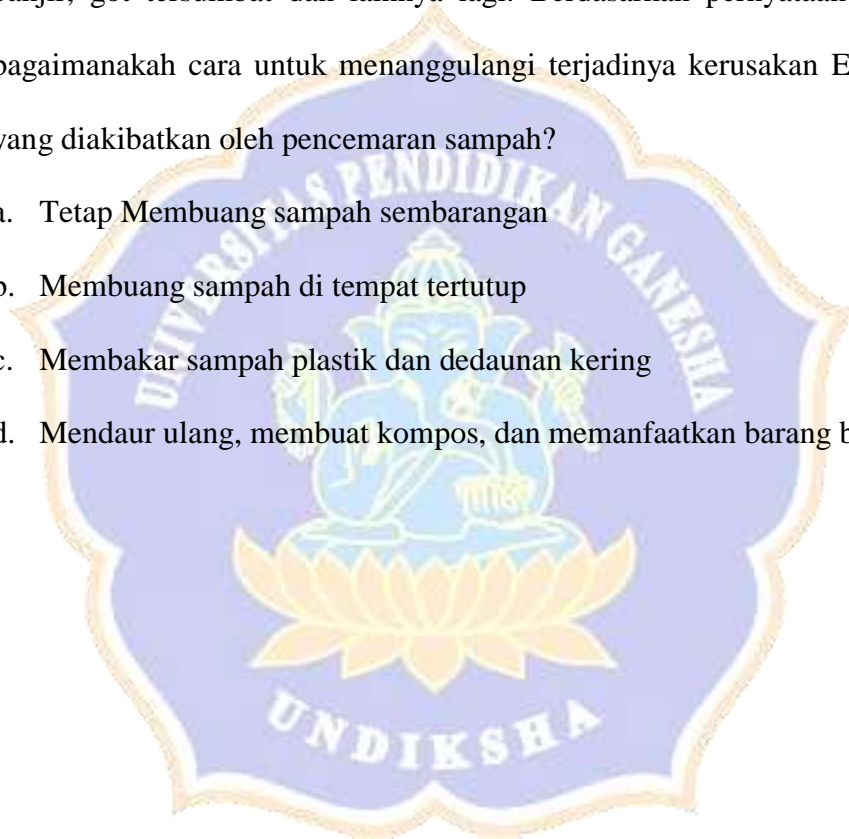 got tersumbat dan lainnya lagi. Berdasarkan pernyataan
bagaimanakah cara untuk menanggulangi terjadinya kerusakan E
yang diakibatkan oleh pencemaran sampah?
a. Tetap Membuang sampah sembarangan
b. Membuang sampah di tempat tertutup
c. Membakar sampah plastik dan dedaunan kering
d. Mendaur ulang, membuat kompos, dan memanfaatkan barang b
UNIVERSITAS PENDIDIKAN GANESHA
UNDIKSHA